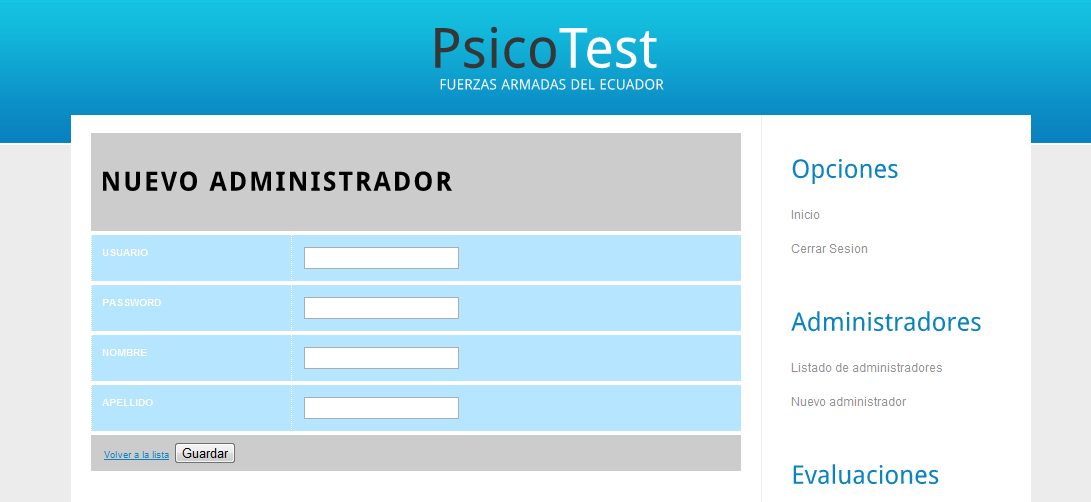 PsicoTest
FUERZAS ARMADAS DEL ECUADOR
NUEVO ADMINISTRADOR
USUARIO
PASSWORD
NOMBRE
APELLIDO
Volver a la lista Guardar
Opciones
Inicio
Cerrar Sesion
Administradores
Listado de administradores
Nuevo administrador
Evaluaciones